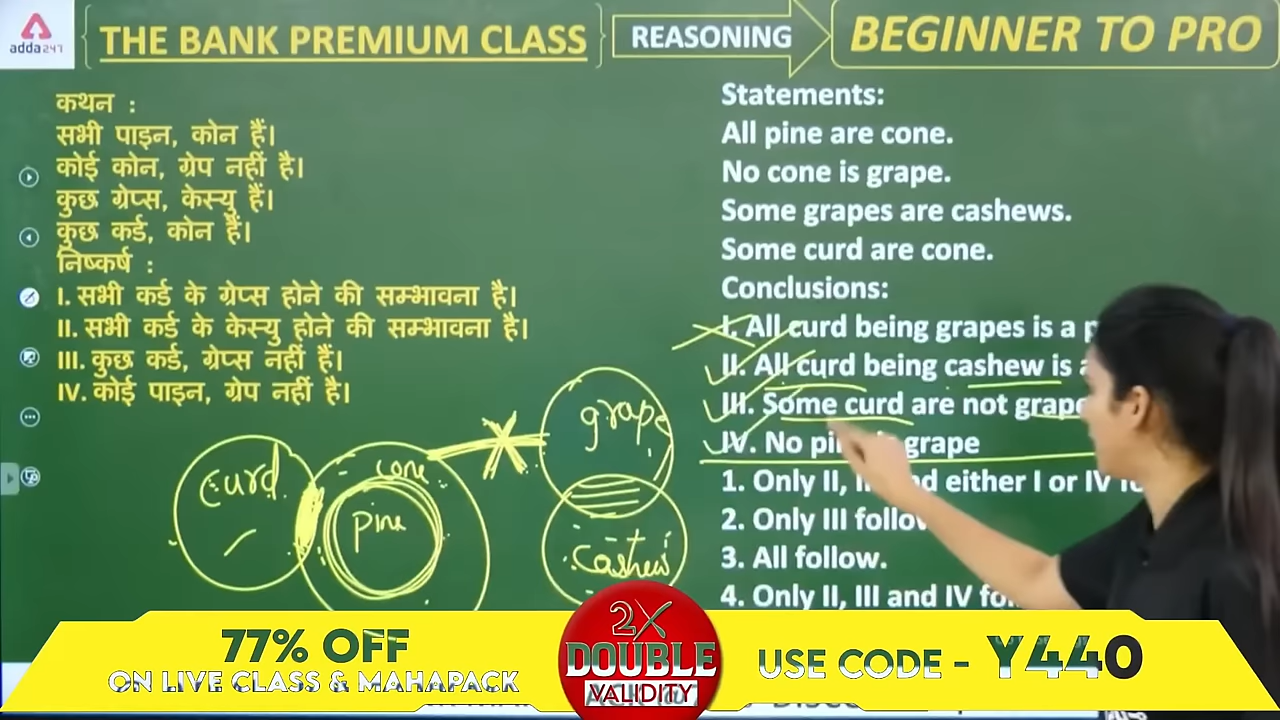 adda247
THE BANK PREMIUM CLASS
REASONING
BEGINNER TO PRO
कथन :
सभी पाइन, कोन हैं।
कोई कोन, ग्रेप नहीं है।
कुछ ग्रेप्स, केस्यु हैं।
कुछ कर्ड, कोन हैं।
निष्कर्ष :
I. सभी कर्ड के ग्रेप्स होने की सम्भावना है।
II. सभी कर्ड के केस्यु होने की सम्भावना है।
III. कुछ कर्ड, ग्रेप्स नहीं हैं।
IV. कोई पाइन, ग्रेप नहीं है।
Statements:
All pine are cone.
No cone is grape.
Some grapes are cashews.
Some curd are cone.
Conclusions:
I. All curd being grapes is a
II. All curd being cashew is
III. Some curd are not grape
IV. No grape
1. Only II, and either I or IV
2. Only III
3. All follow.
4. Only II, III and IV
curd
cone
pine
grape
cashew
77% OFF
ON LIVE CLASS & MAHAPACK
2X
DOUBLE
VALIDITY
USE CODE - Y440